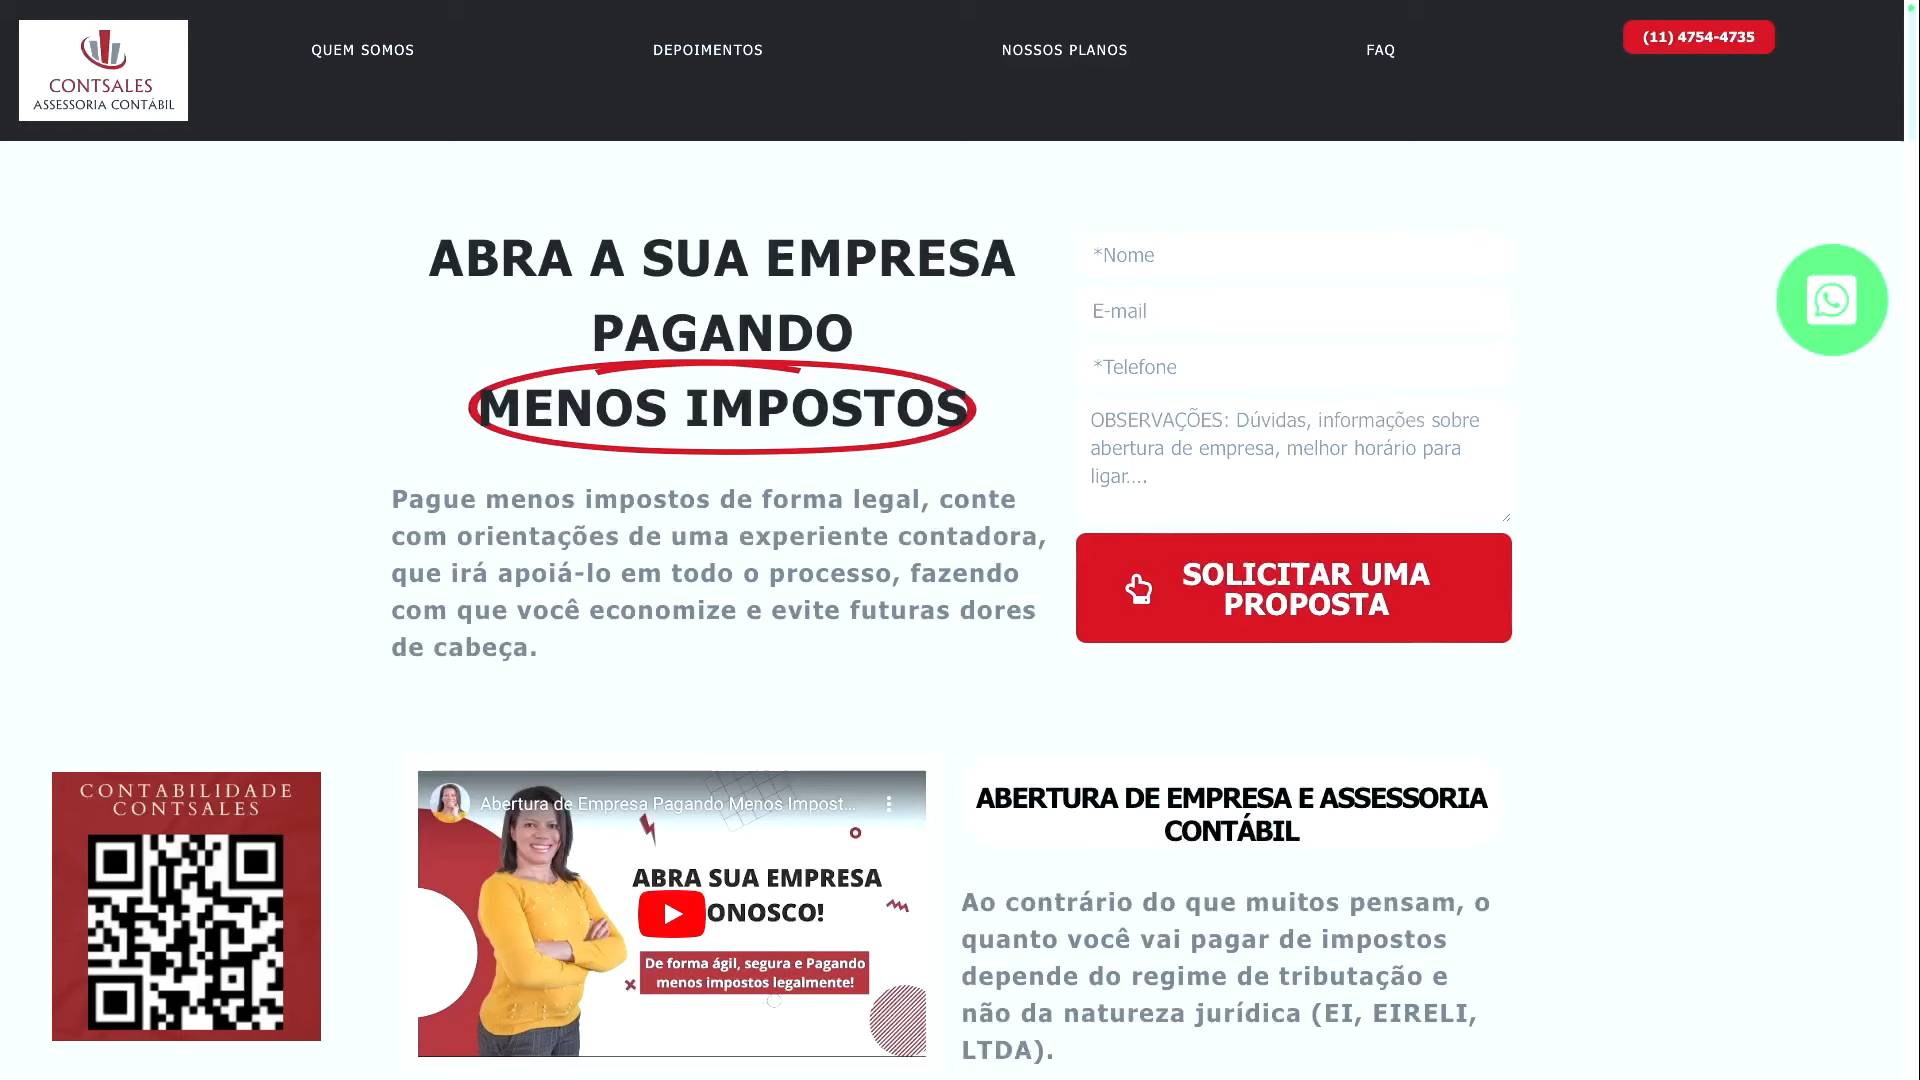 CONTSALES
ASSESSORIA CONTÁBIL
QUEM SOMOS
DEPOIMENTOS
NOSSOS PLANOS
FAQ
(11) 4754-4735
ABRA A SUA EMPRESA
PAGANDO
MENOS IMPOSTOS
Pague menos impostos de forma legal, conte
com orientações de uma experiente contadora,
que irá apoiá-lo em todo o processo, fazendo
com que você economize e evite futuras dores
de cabeça.
*Nome
E-mail
*Telefone
OBSERVAÇÕES: Dúvidas, informações sobre
abertura de empresa, melhor horário para
ligar....
SOLICITAR UMA
PROPOSTA
CONTABILIDADE
CONTSALES
Abertura de Empresa Pagando Menos Impost...
ABRA SUA EMPRESA
ONOSCO!
De forma ágil, segura e Pagando
menos impostos legalmente!
ABERTURA DE EMPRESA E ASSESSORIA
CONTÁBIL
Ao contrário do que muitos pensam, o
quanto você vai pagar de impostos
depende do regime de tributação e
não da natureza jurídica (EI, EIRELI,
LTDA).